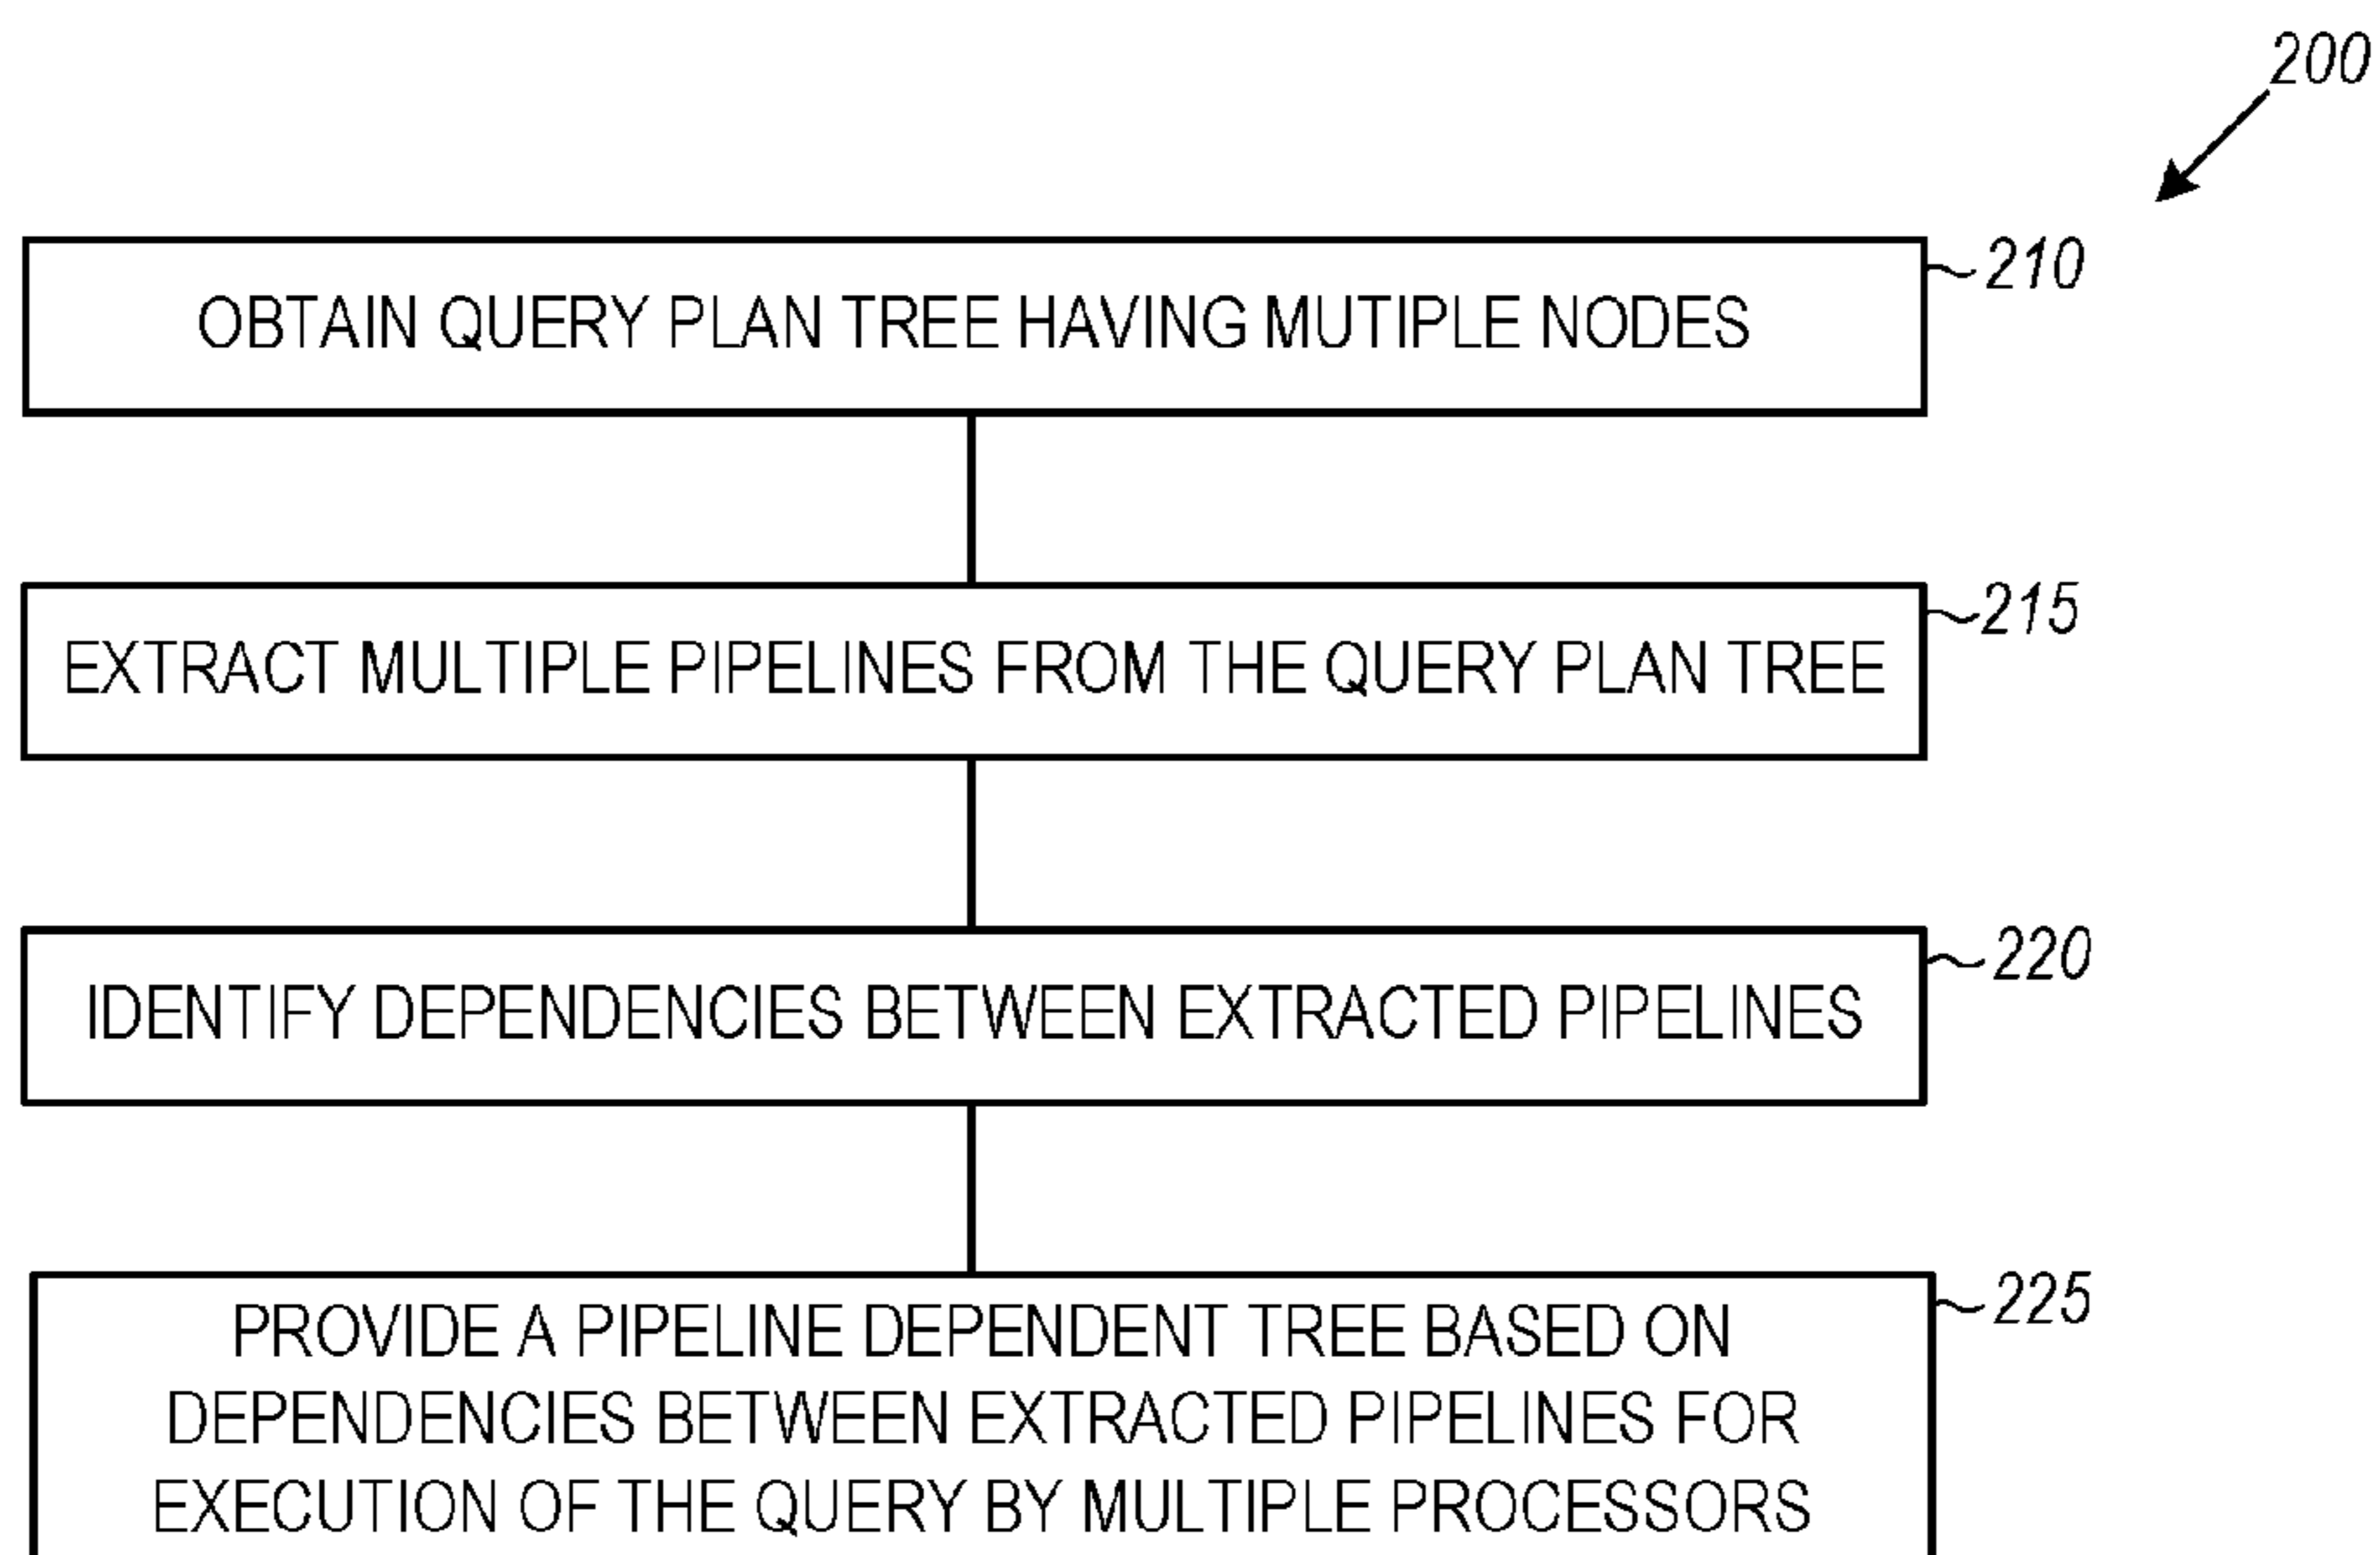 200
210
OBTAIN QUERY PLAN TREE HAVING MUTIPLE NODES
215
EXTRACT MULTIPLE PIPELINES FROM THE QUERY PLAN TREE
220
IDENTIFY DEPENDENCIES BETWEEN EXTRACTED PIPELINES
225
PROVIDE A PIPELINE DEPENDENT TREE BASED ON
DEPENDENCIES BETWEEN EXTRACTED PIPELINES FOR
EXECUTION OF THE QUERY BY MULTIPLE PROCESSORS